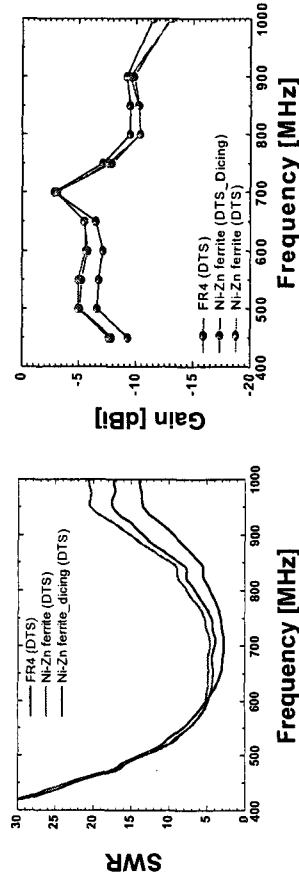 SWR
30
25
20
15
10
5
0
FR4 (DTS)
Ni-Zn ferrite (DTS)
Ni-Zn ferrite_dicing (DTS)
400 500 600 700 800 900 1000
Frequency [MHz]
Gain [dBi]
0
-5
-10
-15
-20
FR4 (DTS)
Ni-Zn ferrite (DTS_Dicing)
Ni-Zn ferrite (DTS)
400 500 600 700 800 900 1000
Frequency [MHz]